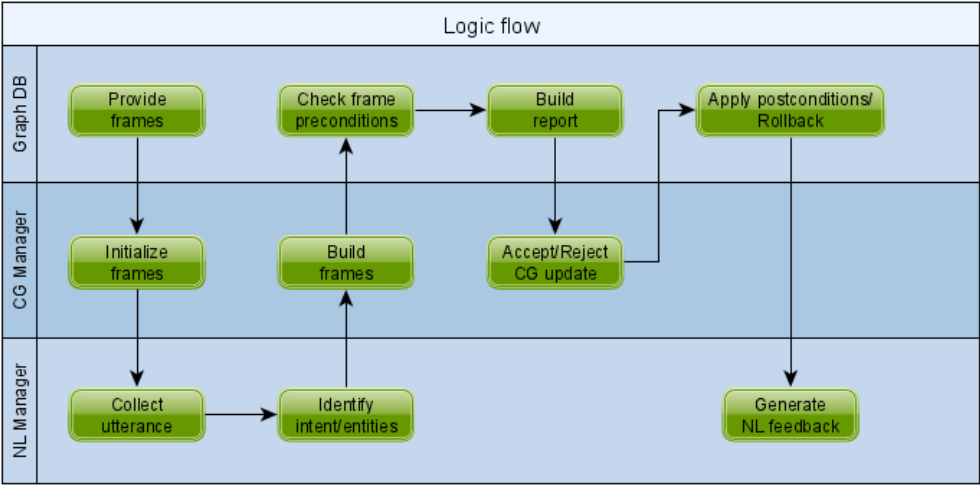 Logic flow
Graph DB
Provide
frames
Check frame
preconditions
Build
report
Apply postconditions/
Rollback
CG Manager
Initialize
frames
Build
frames
Accept/Reject
CG update
NL Manager
Collect
utterance
Identify
intent/entities
Generate
NL feedback